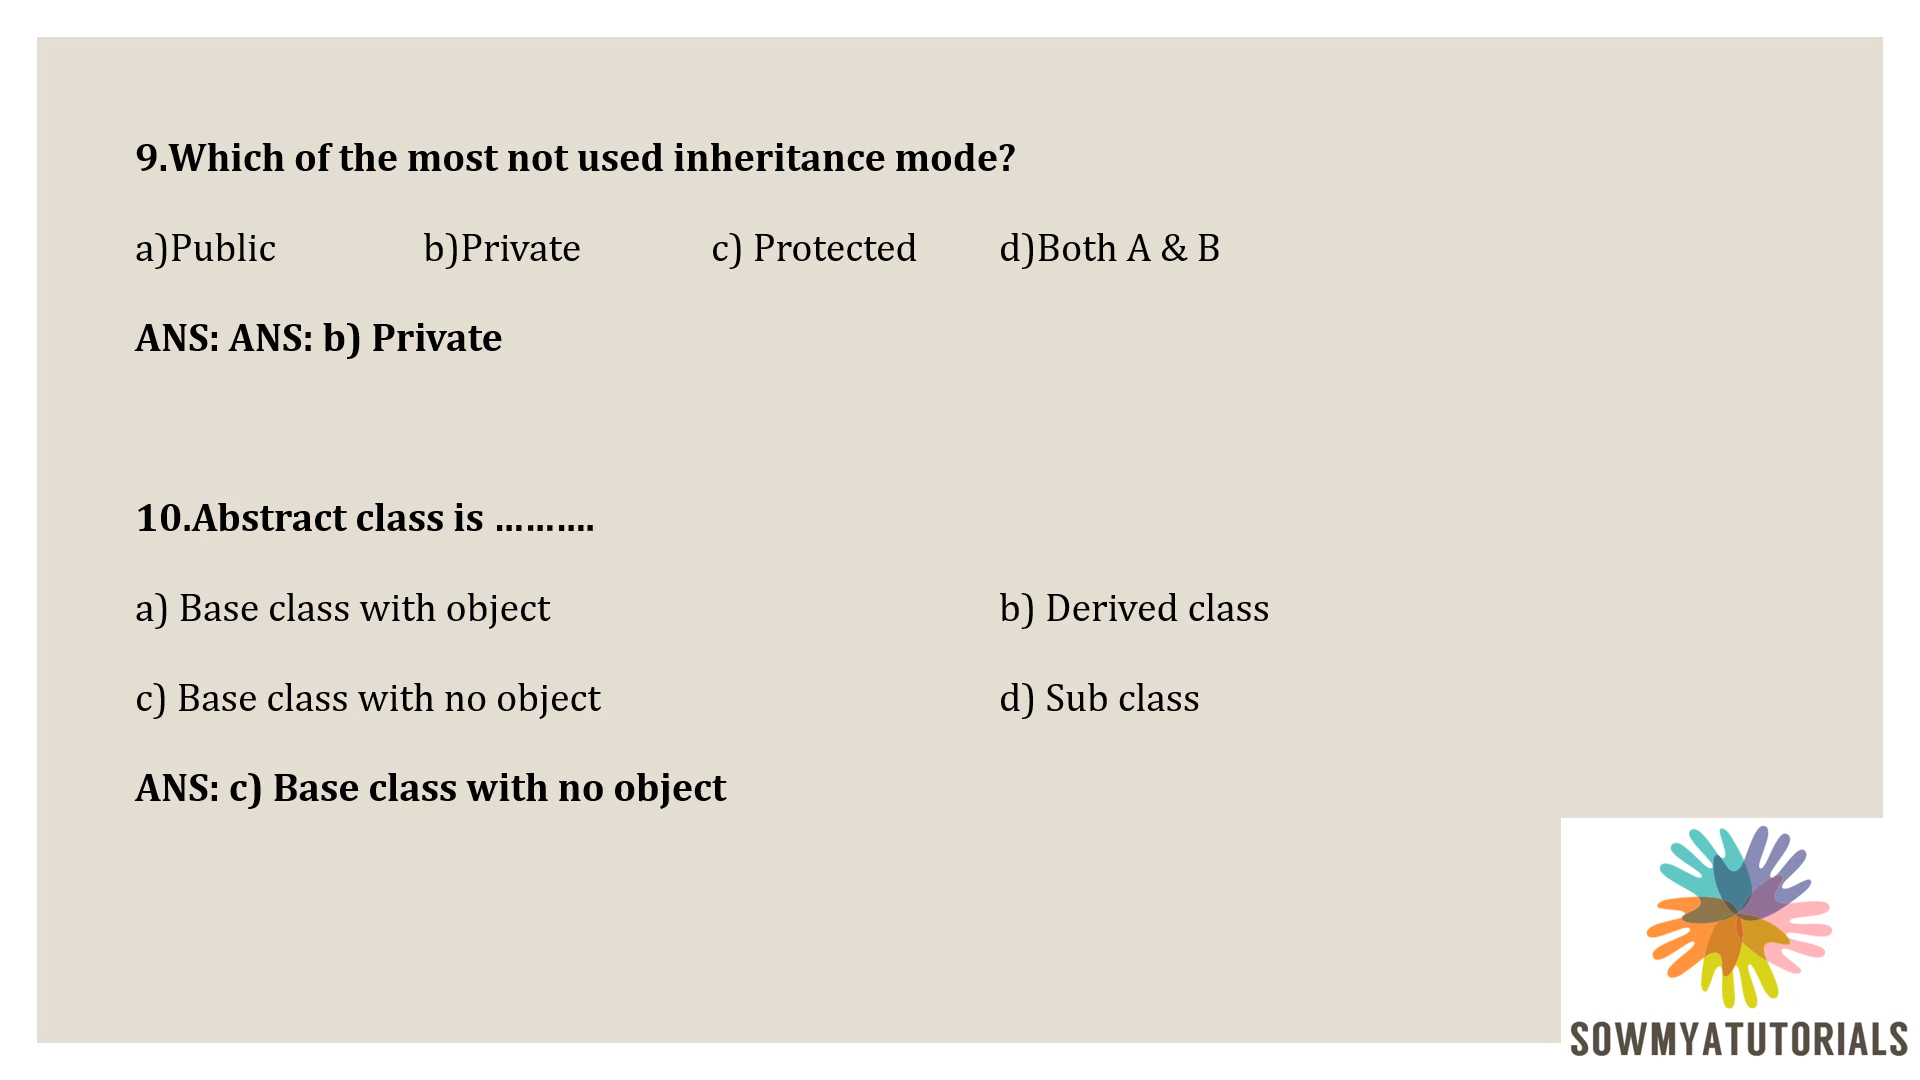 9.Which of the most not used inheritance mode?
a)Public b)Private c) Protected d)Both A & B
ANS: ANS: b) Private
10.Abstract class is ……….
a) Base class with object b) Derived class
c) Base class with no object d) Sub class
ANS: c) Base class with no object
SOWMYATUTORIALS